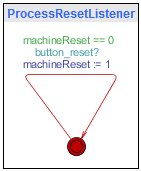 ProcessResetListener
machineReset == 0
button_reset?
machineReset := 1